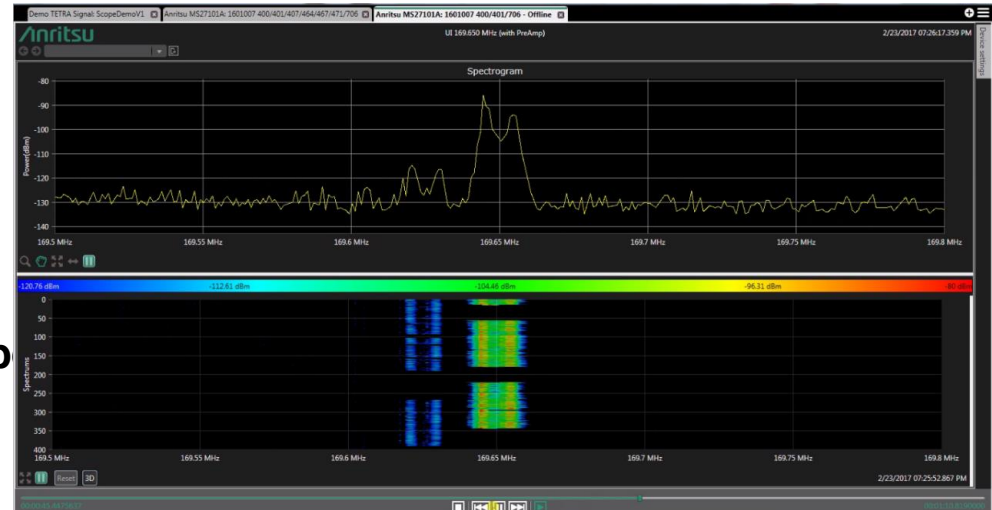 Demo TETRA Signal: ScopeDemoV1
Anritsu MS27101A: 1601007 400/401/407/464/467/471/706
Anritsu MS27101A: 1601007 400/401/706 - Offline
Anritsu
UI 169.650 MHz (with PreAmp)
2/23/2017 07:26:17.359 PM
Device settings
Spectrogram
Power(dBm)
-80
-90
-100
-110
-120
-130
-140
169.5 MHz 169.55 MHz 169.6 MHz 169.65 MHz 169.7 MHz 169.75 MHz 169.8 MHz
-120.76 dBm -112.61 dBm -104.46 dBm -96.31 dBm -80 dBm
Spectrums
0
50
100
150
200
250
300
350
400
169.5 MHz 169.55 MHz 169.6 MHz 169.65 MHz 169.7 MHz 169.75 MHz 169.8 MHz
Reset 3D
2/23/2017 07:25:52.867 PM